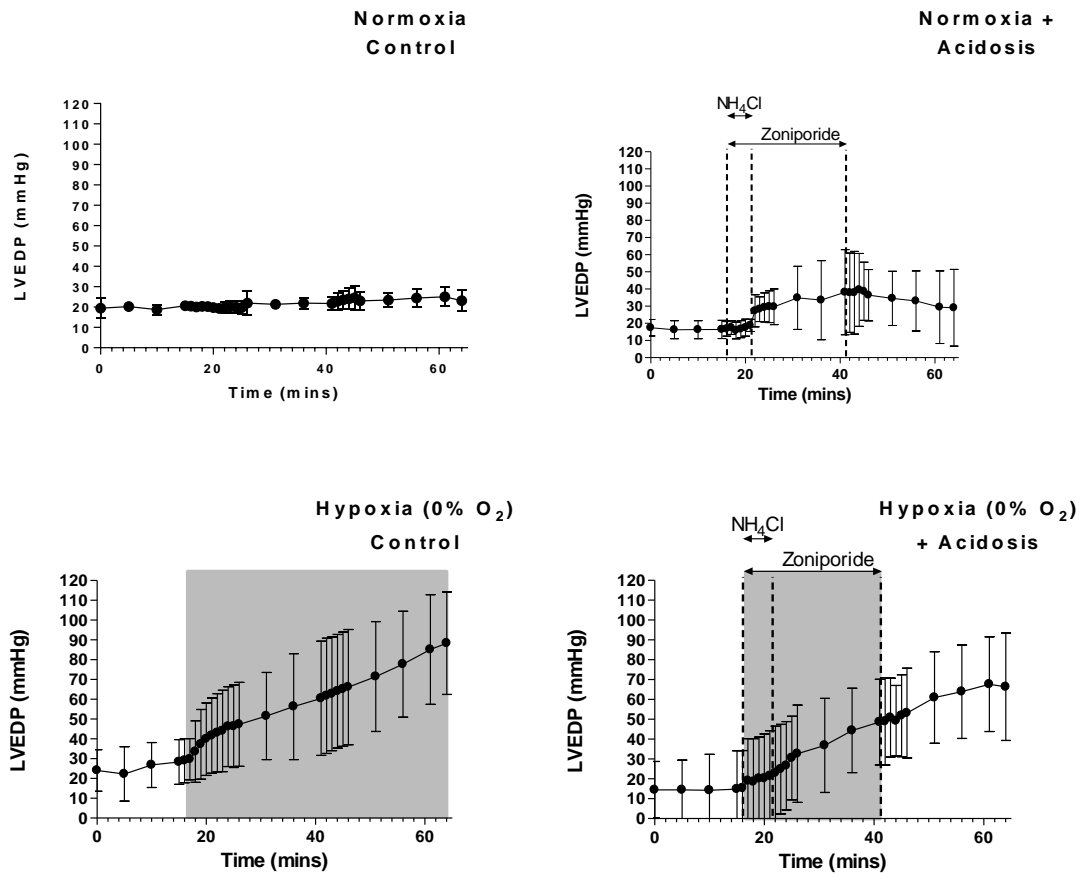 Normoxia
Control
120
110
100
90
80
70
60
50
40
30
20
10
0
LVEDP (mmHg)
0 20 40 60
Time (mins)
Normoxia +
Acidosis
NH4Cl
Zoniporide
120
110
100
90
80
70
60
50
40
30
20
10
0
LVEDP (mmHg)
0 20 40 60
Time (mins)
Hypoxia (0% O2)
Control
120
110
100
90
80
70
60
50
40
30
20
10
0
LVEDP (mmHg)
0 20 40 60
Time (mins)
Hypoxia (0% O2)
+ Acidosis
NH4Cl
Zoniporide
120
110
100
90
80
70
60
50
40
30
20
10
0
LVEDP (mmHg)
0 20 40 60
Time (mins)